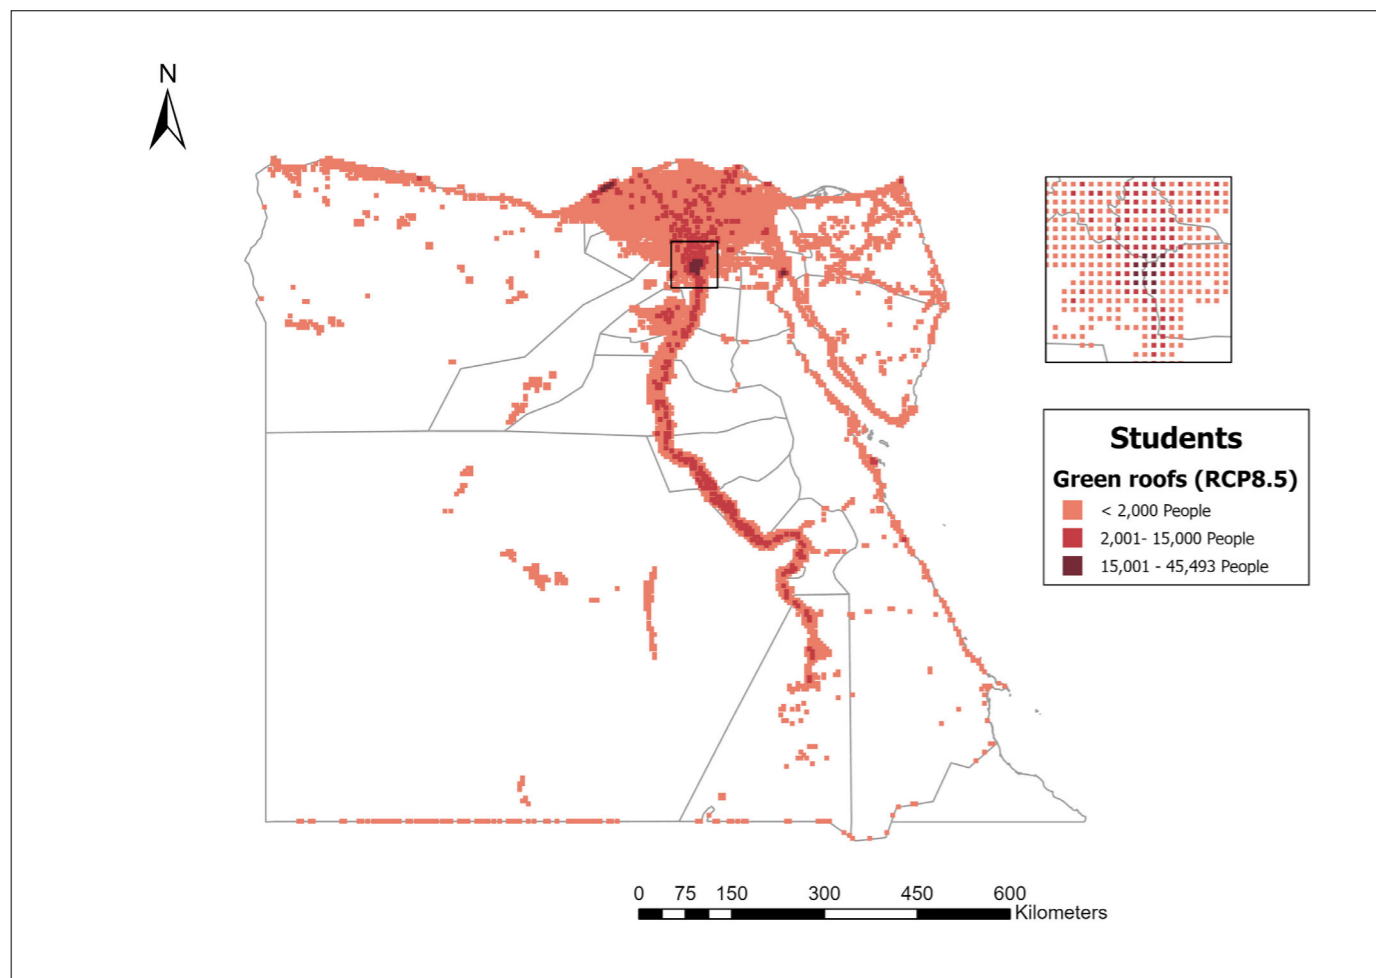 N
Students
Green roofs (RCP8.5)
< 2,000 People
2,001- 15,000 People
15,001 - 45,493 People
0 75 150 300 450 600
Kilometers